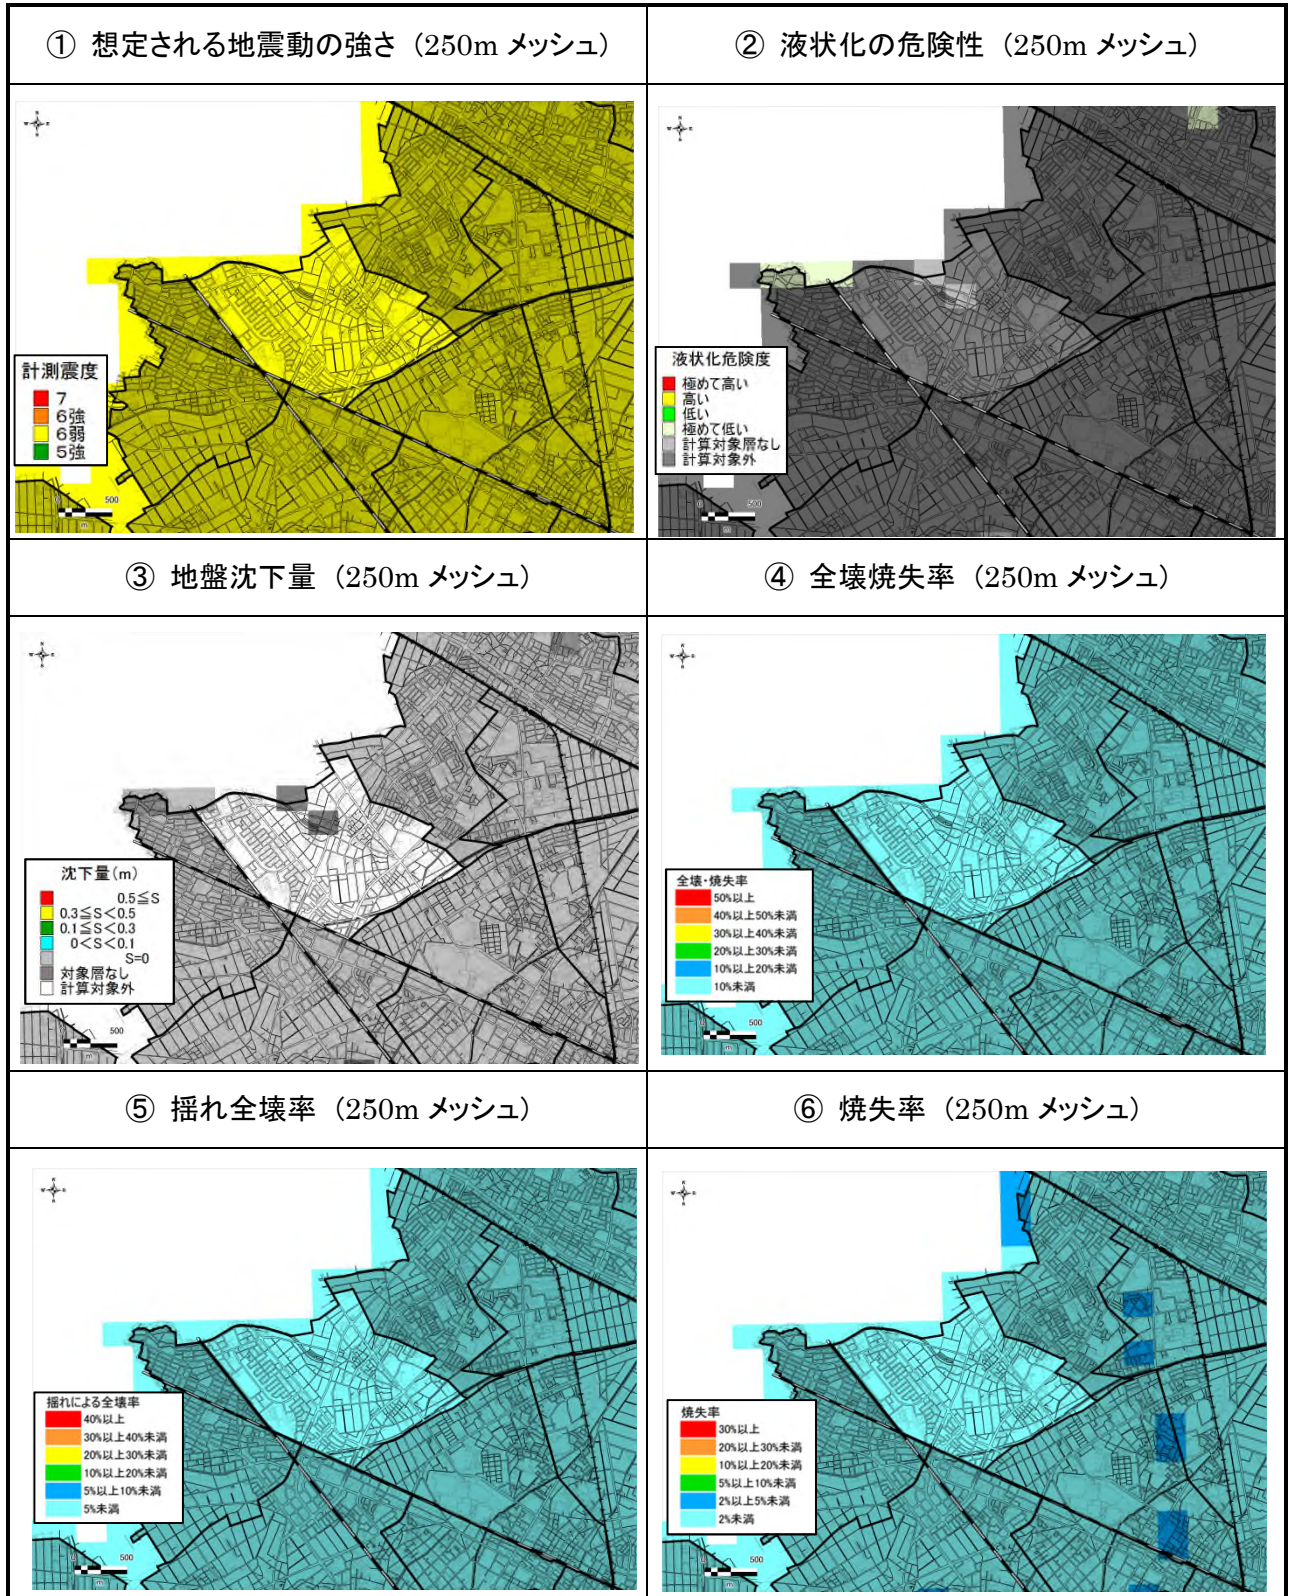 ① 想定される地震動の強さ (250m メッシュ)
② 液状化の危険性 (250m メッシュ)
計測震度
7
6強
6弱
5強
0 500
m
液状化危険度
極めて高い
高い
低い
極めて低い
計算対象層なし
計算対象外
0 500
m
③ 地盤沈下量 (250m メッシュ)
④ 全壊焼失率 (250m メッシュ)
沈下量(m)
0.5≦S
0.3≦S<0.5
0.1≦S<0.3
0<S<0.1
S=0
対象層なし
計算対象外
500
m
全壊・焼失率
50%以上
40%以上50%未満
30%以上40%未満
20%以上30%未満
10%以上20%未満
10%未満
0 500
m
⑤ 揺れ全壊率 (250m メッシュ)
⑥ 焼失率 (250m メッシュ)
揺れによる全壊率
40%以上
30%以上40%未満
20%以上30%未満
10%以上20%未満
5%以上10%未満
5%未満
0 500
m
焼失率
30%以上
20%以上30%未満
10%以上20%未満
5%以上10%未満
2%以上5%未満
2%未満
0 500
m